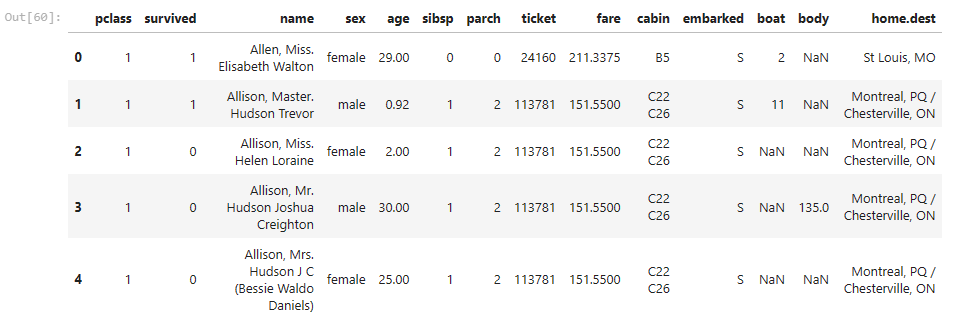 Out[60]:
pclass survived name sex age sibsp parch ticket fare cabin embarked boat body home.dest
0 1 1 Allen, Miss. Elisabeth Walton female 29.00 0 0 24160 211.3375 B5 S 2 NaN St Louis, MO
1 1 1 Allison, Master. Hudson Trevor male 0.92 1 2 113781 151.5500 C22 C26 S 11 NaN Montreal, PQ / Chesterville, ON
2 1 0 Allison, Miss. Helen Loraine female 2.00 1 2 113781 151.5500 C22 C26 S NaN NaN Montreal, PQ / Chesterville, ON
3 1 0 Allison, Mr. Hudson Joshua Creighton male 30.00 1 2 113781 151.5500 C22 C26 S NaN 135.0 Montreal, PQ / Chesterville, ON
4 1 0 Allison, Mrs. Hudson J C (Bessie Waldo Daniels) female 25.00 1 2 113781 151.5500 C22 C26 S NaN NaN Montreal, PQ / Chesterville, ON